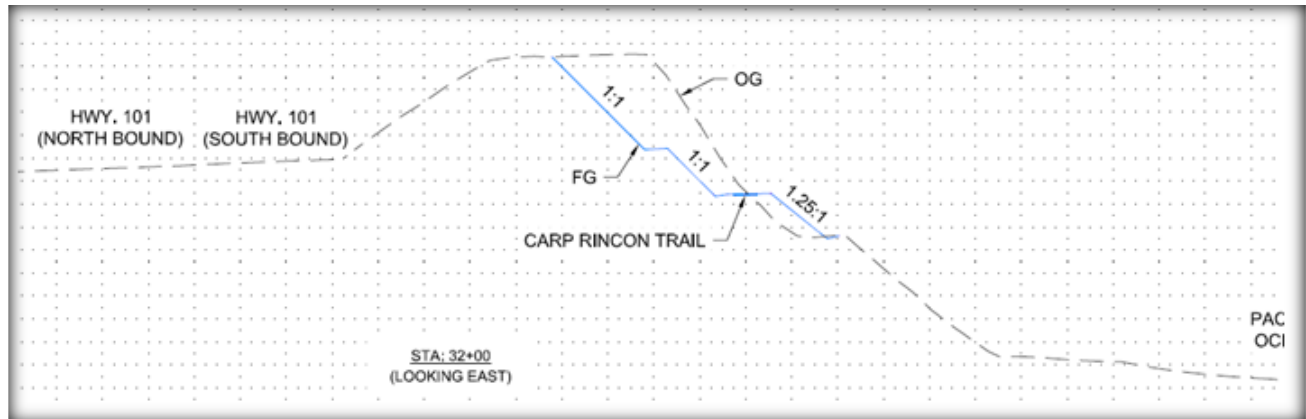 OG
HWY. 101
(NORTH BOUND)
HWY. 101
(SOUTH BOUND)
1:1
1:1
FG
1.25:1
CARP RINCON TRAIL
PAC
OCI
STA: 32+00
(LOOKING EAST)